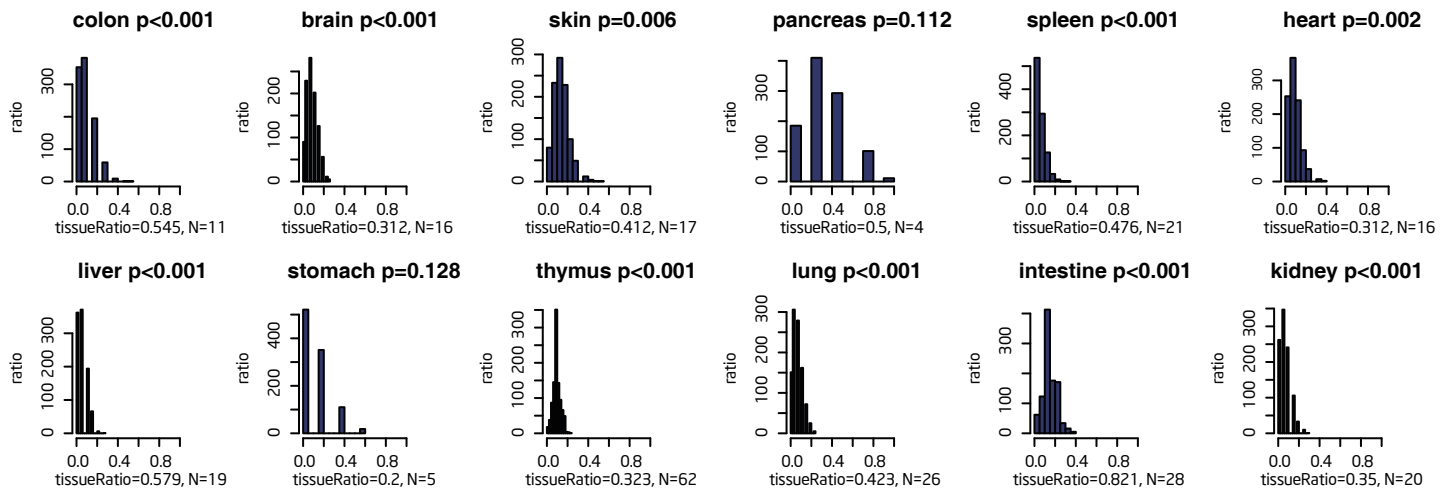 colon p<0.001
ratio
0 100 300
0.0 0.4 0.8
tissueRatio=0.545, N=11
brain p<0.001
ratio
0 100 200
0.0 0.4 0.8
tissueRatio=0.312, N=16
skin p=0.006
ratio
0 100 200 300
0.0 0.4 0.8
tissueRatio=0.412, N=17
pancreas p=0.112
ratio
0 100 300
0.0 0.4 0.8
tissueRatio=0.5, N=4
spleen p<0.001
ratio
0 200 400
0.0 0.4 0.8
tissueRatio=0.476, N=21
heart p=0.002
ratio
0 100 200 300
0.0 0.4 0.8
tissueRatio=0.312, N=16
liver p<0.001
ratio
0 100 200 300
0.0 0.4 0.8
tissueRatio=0.579, N=19
stomach p=0.128
ratio
0 200 400
0.0 0.4 0.8
tissueRatio=0.2, N=5
thymus p<0.001
ratio
0 100 200 300
0.0 0.4 0.8
tissueRatio=0.323, N=62
lung p<0.001
ratio
0 100 200 300
0.0 0.4 0.8
tissueRatio=0.423, N=26
intestine p<0.001
ratio
0 100 300
0.0 0.4 0.8
tissueRatio=0.821, N=28
kidney p<0.001
ratio
0 100 200 300
0.0 0.4 0.8
tissueRatio=0.35, N=20